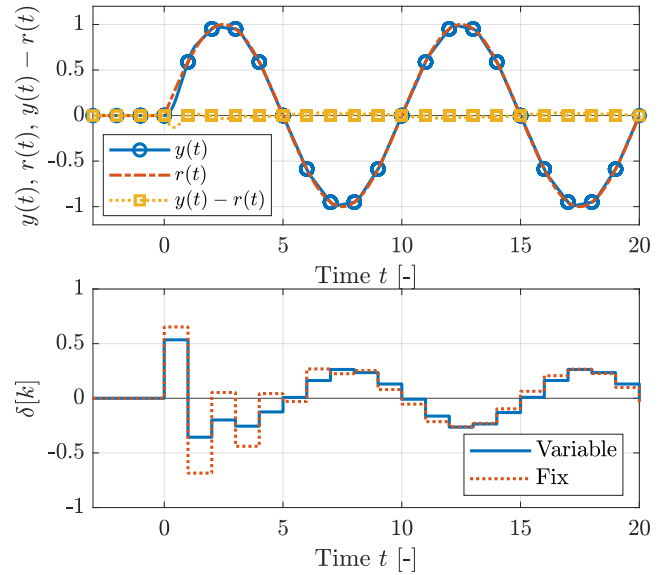 1
0.5
0
-0.5
-1
y(t), r(t), y(t) − r(t)
y(t)
r(t)
y(t) − r(t)
0 5 10 15 20
Time t [-]
1
0.5
0
-0.5
-1
δ[k]
Variable
Fix
0 5 10 15 20
Time t [-]